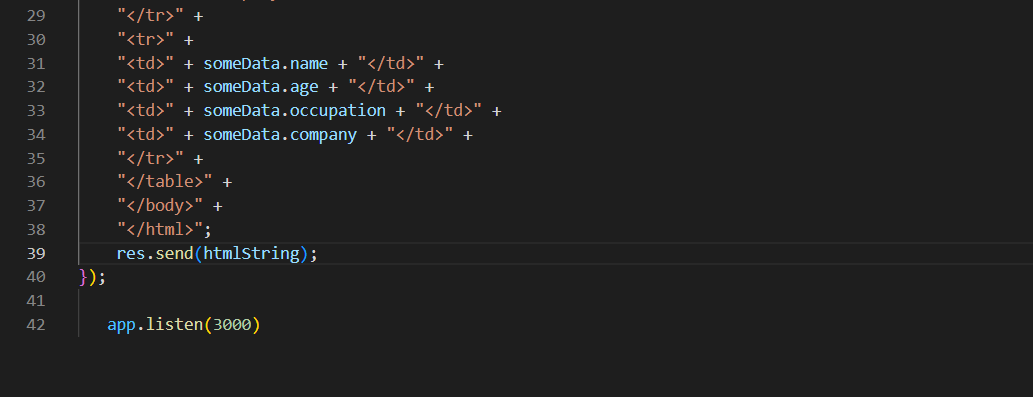 29 "</tr>" +
30 "<tr>" +
31 "<td>" + someData.name + "</td>" +
32 "<td>" + someData.age + "</td>" +
33 "<td>" + someData.occupation + "</td>" +
34 "<td>" + someData.company + "</td>" +
35 "</tr>" +
36 "</table>" +
37 "</body>" +
38 "</html>";
39 res.send(htmlString);
40 });
41
42 app.listen(3000)